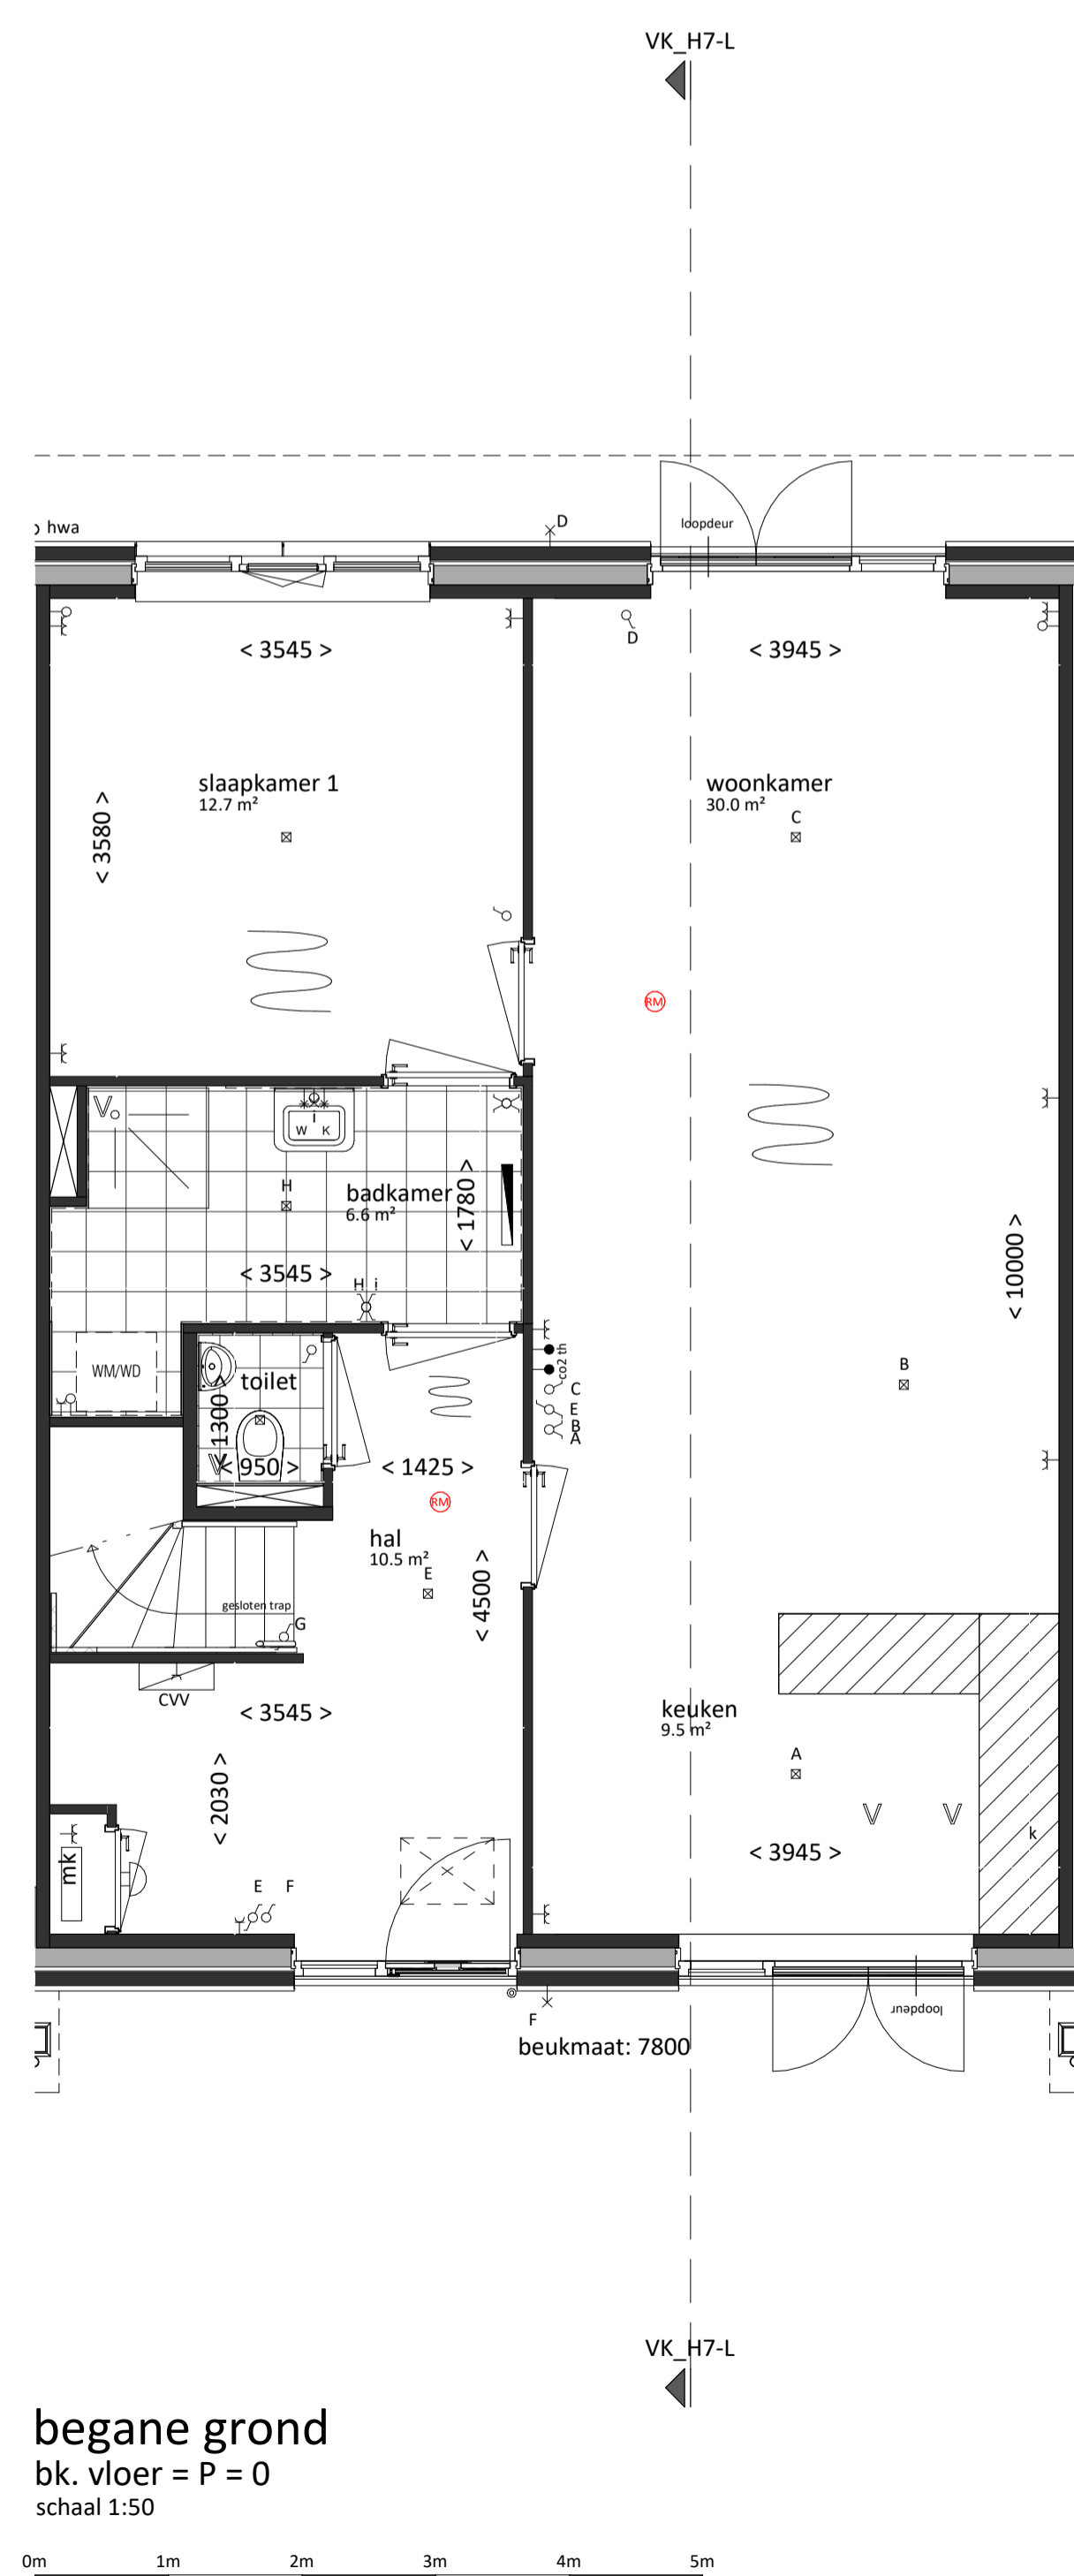 VK_H7-L
hwa
D
loopdeur
< 3545 >
D
< 3945 >
slaapkamer 1
12.7 m²
woonkamer
30.0 m²
C
< 3580 >
RM
V
i
W K
H
badkamer
6.6 m²
< 1780 >
< 3545 >
H i
< 10000 >
WM/WD
toilet
< 1300 >
V
< 950 >
< 1425 >
th
co2
C
E
B
A
B
RM
hal
10.5 m²
E
< 4500 >
gesloten trap
G
CVV
< 3545 >
keuken
9.5 m²
A
< 2030 >
V V
k
< 3945 >
mk
E F
loopdeur
F
beukmaat: 7800
VK_H7-L
begane grond
bk. vloer = P = 0
schaal 1:50
0m 1m 2m 3m 4m 5m